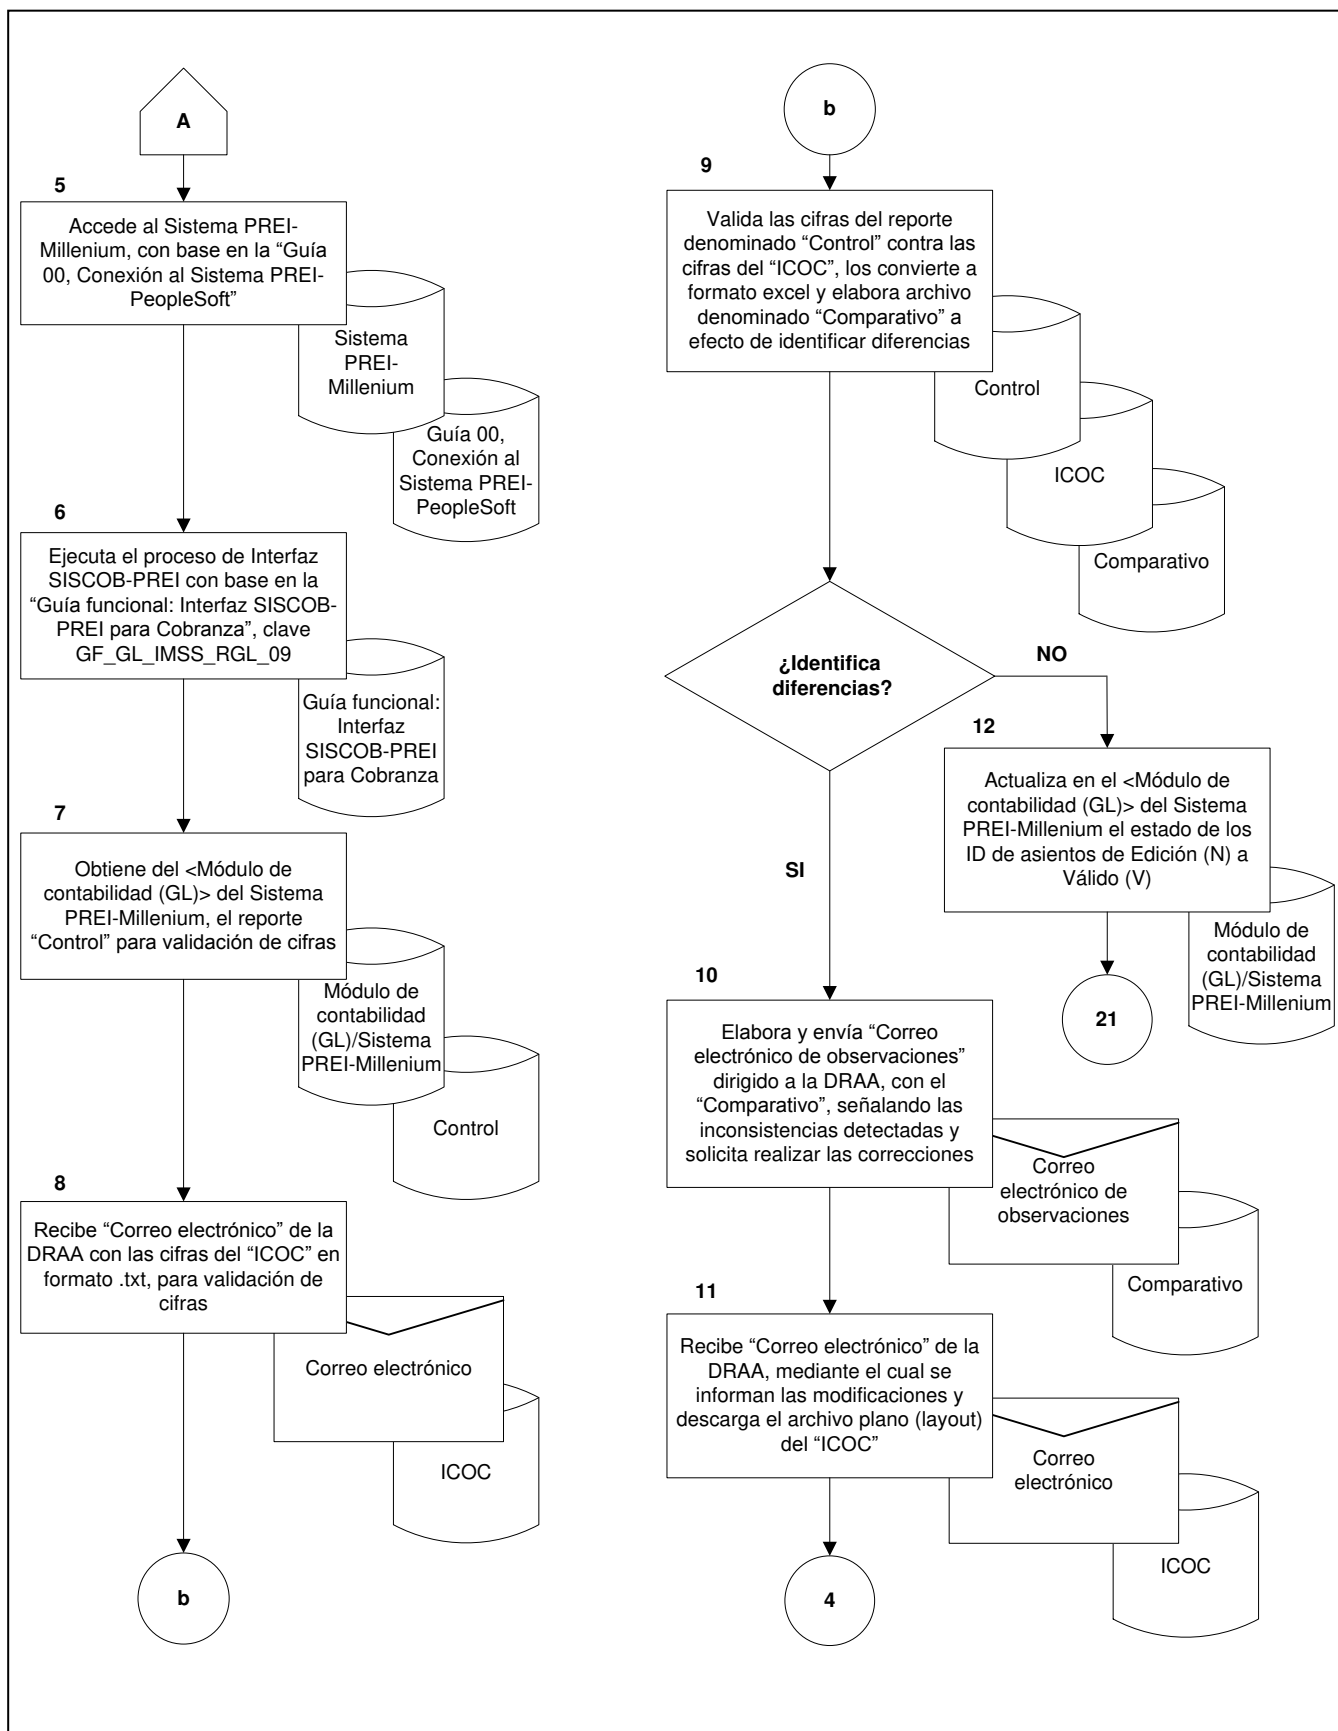 A
5
Accede al Sistema PREI-
Millenium, con base en la “Guía
00, Conexión al Sistema PREI-
PeopleSoft”
Sistema
PREI-
Millenium
Guía 00,
Conexión al
Sistema PREI-
PeopleSoft
6
Ejecuta el proceso de Interfaz
SISCOB-PREI con base en la
“Guía funcional: Interfaz SISCOB-
PREI para Cobranza”, clave
GF_GL_IMSS_RGL_09
Guía funcional:
Interfaz
SISCOB-PREI
para Cobranza
7
Obtiene del <Módulo de
contabilidad (GL)> del Sistema
PREI-Millenium, el reporte
“Control” para validación de cifras
Módulo de
contabilidad
(GL)/Sistema
PREI-Millenium
Control
8
Recibe “Correo electrónico” de la
DRAA con las cifras del “ICOC” en
formato .txt, para validación de
cifras
Correo electrónico
ICOC
b
b
9
Valida las cifras del reporte
denominado “Control” contra las
cifras del “ICOC”, los convierte a
formato excel y elabora archivo
denominado “Comparativo” a
efecto de identificar diferencias
Control
ICOC
Comparativo
¿Identifica
diferencias?
NO
12
Actualiza en el <Módulo de
contabilidad (GL)> del Sistema
PREI-Millenium el estado de los
ID de asientos de Edición (N) a
Válido (V)
Módulo de
contabilidad
(GL)/Sistema
PREI-Millenium
21
SI
10
Elabora y envía “Correo
electrónico de observaciones”
dirigido a la DRAA, con el
“Comparativo”, señalando las
inconsistencias detectadas y
solicita realizar las correcciones
Correo
electrónico de
observaciones
Comparativo
11
Recibe “Correo electrónico” de la
DRAA, mediante el cual se
informan las modificaciones y
descarga el archivo plano (layout)
del “ICOC”
Correo
electrónico
ICOC
4